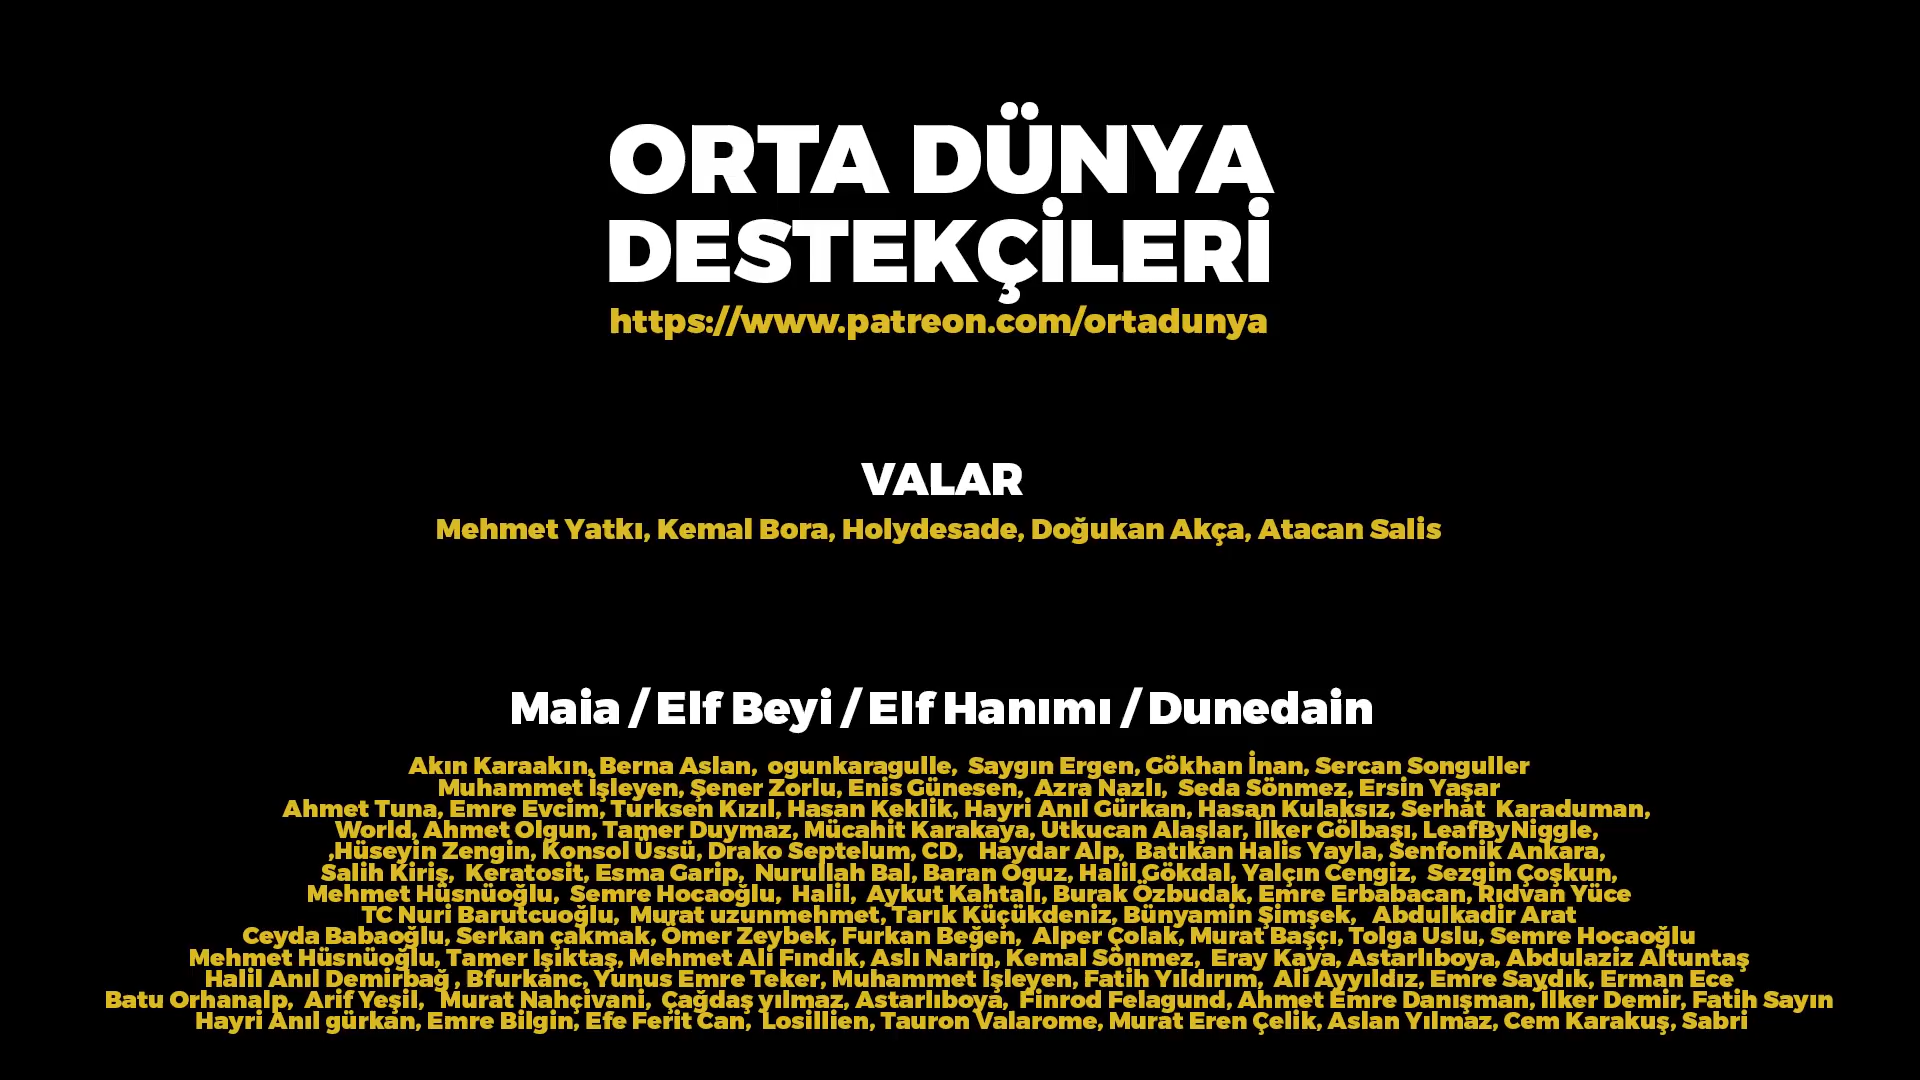 ORTA DÜNYA
DESTEKÇİLERİ
https://www.patreon.com/ortadunya
VALAR
Mehmet Yatkı, Kemal Bora, Holydesade, Doğukan Akça, Atacan Salis
Maia / Elf Beyi / Elf Hanımı / Dunedain
Akın Karaakın, Berna Aslan, ogunkaragulle, Saygın Ergen, Gökhan İnan, Sercan Songuller
Muhammet İşleyen, Şener Zorlu, Enis Günesen, Azra Nazlı, Seda Sönmez, Ersin Yaşar
Ahmet Tuna, Emre Evcim, Türksen Kızıl, Hasan Keklik, Hayri Anıl Gürkan, Hasan Kulaksız, Serhat Karaduman,
World, Ahmet Olgun, Tamer Duymaz, Mücahit Karakaya, Utkucan Alaşlar, İlker Gölbaşı, LeafByNiggle,
,Hüseyin Zengin, Konsol Üssü, Drako Septelum, CD, Haydar Alp, Batıkan Halis Yayla, Senfonik Ankara,
Salih Kiriş, Keratosit, Esma Garip, Nurullah Bal, Baran Oguz, Halil Gökdal, Yalçın Cengiz, Sezgin Çoşkun,
Mehmet Hüsnüoğlu, Semre Hocaoğlu, Halil, Aykut Kahtalı, Burak Özbudak, Emre Erbabacan, Rıdvan Yüce
TC Nuri Barutcuoğlu, Murat uzunmehmet, Tarık Küçükdeniz, Bünyamin Şimşek, Abdulkadir Arat
Ceyda Babaoğlu, Serkan çakmak, Ömer Zeybek, Furkan Beğen, Alper Çolak, Murat Başçı, Tolga Uslu, Semre Hocaoğlu
Mehmet Hüsnüoğlu, Tamer Işiktaş, Mehmet Ali Fındık, Aslı Narin, Kemal Sönmez, Eray Kaya, Astarlıboya, Abdulaziz Altuntaş
Halil Anıl Demirbağ , Bfurkanc, Yunus Emre Teker, Muhammet İşleyen, Fatih Yıldırım, Ali Ayyıldız, Emre Saydık, Erman Ece
Batu Orhanalp, Arif Yeşil, Murat Nahçivani, Çağdaş yılmaz, Astarlıboya, Finrod Felagund, Ahmet Emre Danışman, İlker Demir, Fatih Sayın
Hayri Anıl gürkan, Emre Bilgin, Efe Ferit Can, Losillien, Tauron Valarome, Murat Eren Çelik, Aslan Yılmaz, Cem Karakuş, Sabri